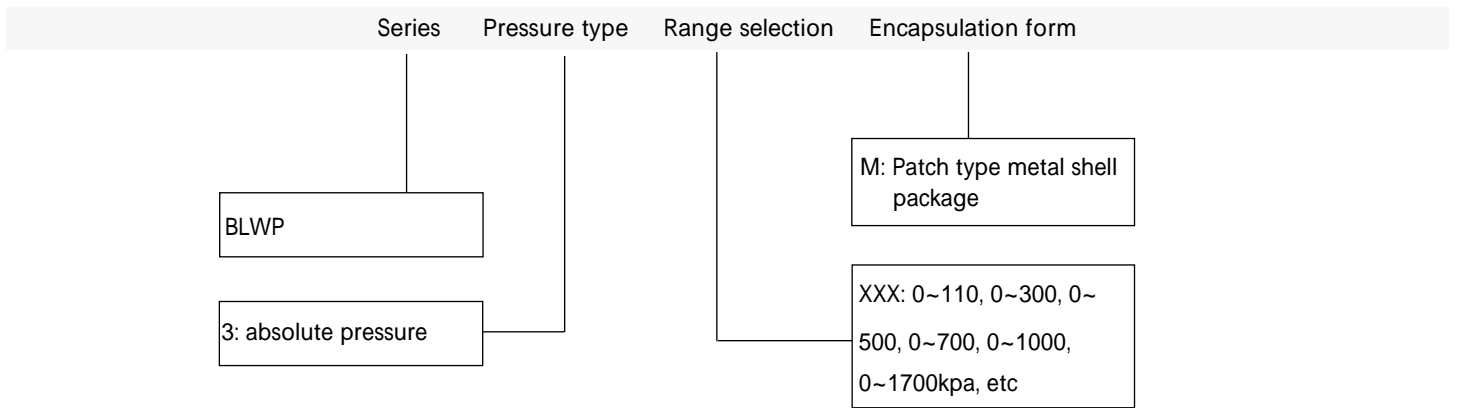 Series Pressure type Range selection Encapsulation form
M: Patch type metal shell
package
BLWP
XXX: 0~110, 0~300, 0~
500, 0~700, 0~1000,
0~1700kpa, etc
3: absolute pressure